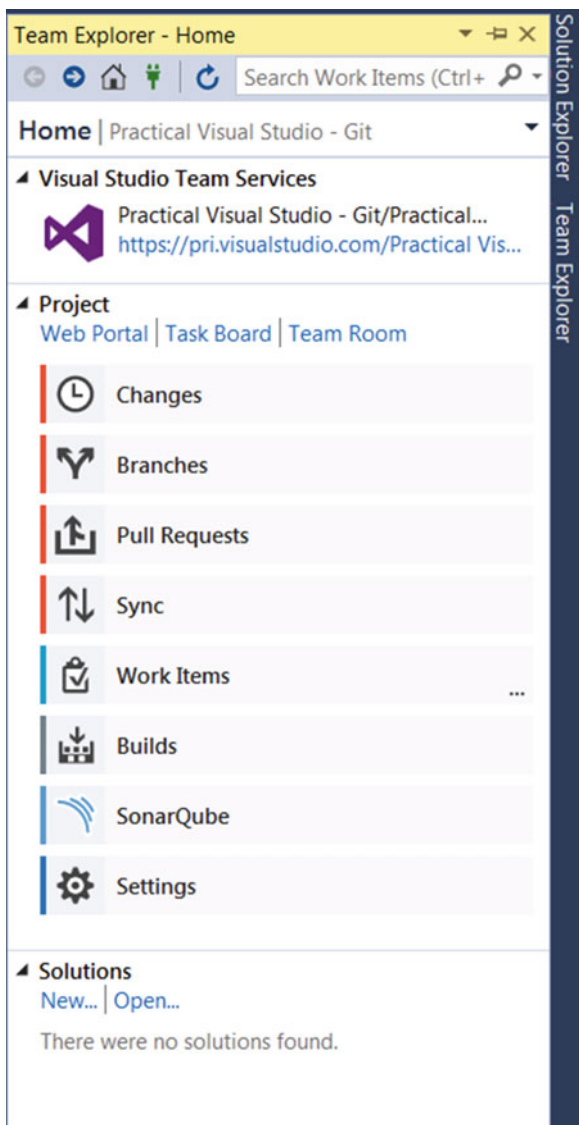 Team Explorer - Home
Search Work Items (Ctrl+
Home | Practical Visual Studio - Git
Visual Studio Team Services
Practical Visual Studio - Git/Practical...
https://pri.visualstudio.com/Practical Vis...
Project
Web Portal | Task Board | Team Room
Changes
Branches
Pull Requests
Sync
Work Items
...
Builds
SonarQube
Settings
Solutions
New... | Open...
There were no solutions found.
Solution Explorer
Team Explorer